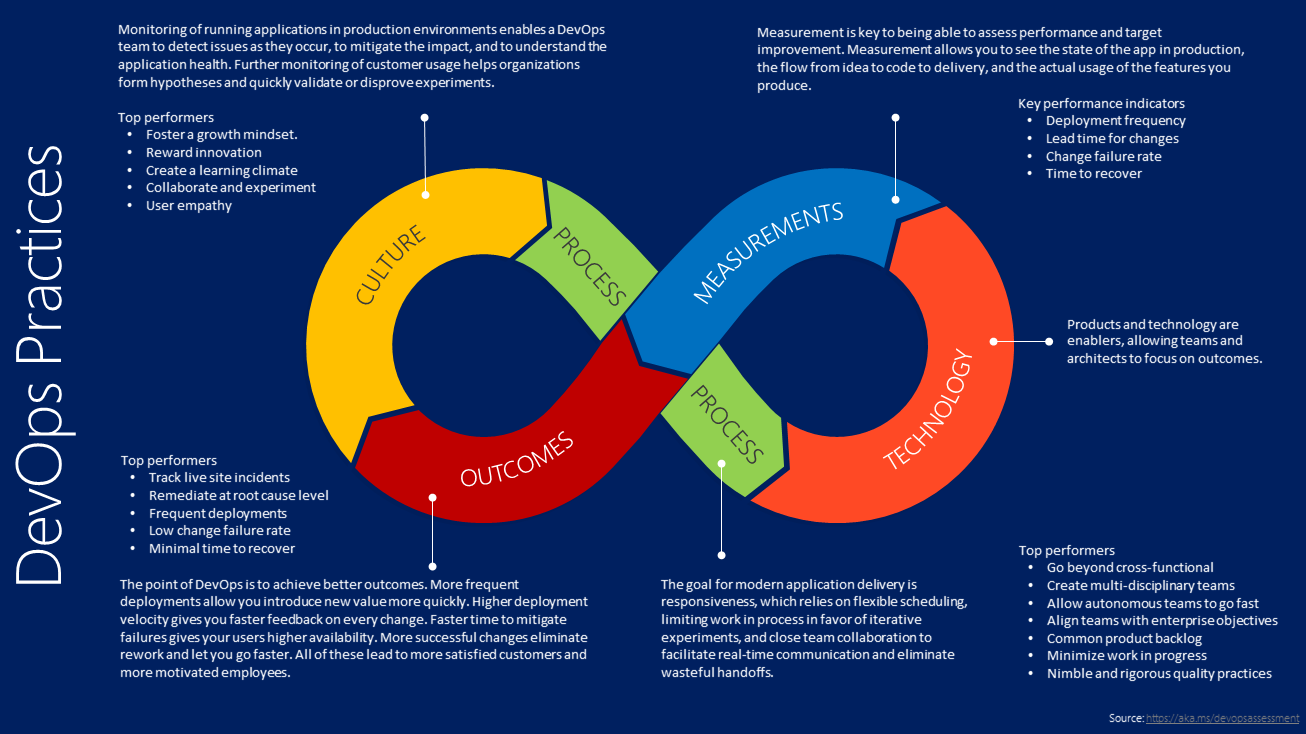 DevOps Practices
Monitoring of running applications in production environments enables a DevOps
team to detect issues as they occur, to mitigate the impact, and to understand the
application health. Further monitoring of customer usage helps organizations
form hypotheses and quickly validate or disprove experiments.
Top performers
• Foster a growth mindset.
• Reward innovation
• Create a learning climate
• Collaborate and experiment
• User empathy
Measurement is key to being able to assess performance and target
improvement. Measurement allows you to see the state of the app in production,
the flow from idea to code to delivery, and the actual usage of the features you
produce.
Key performance indicators
• Deployment frequency
• Lead time for changes
• Change failure rate
• Time to recover
CULTURE
PROCESS
MEASUREMENTS
TECHNOLOGY
PROCESS
OUTCOMES
Products and technology are
enablers, allowing teams and
architects to focus on outcomes.
Top performers
• Track live site incidents
• Remediate at root cause level
• Frequent deployments
• Low change failure rate
• Minimal time to recover
The point of DevOps is to achieve better outcomes. More frequent
deployments allow you introduce new value more quickly. Higher deployment
velocity gives you faster feedback on every change. Faster time to mitigate
failures gives your users higher availability. More successful changes eliminate
rework and let you go faster. All of these lead to more satisfied customers and
more motivated employees.
The goal for modern application delivery is
responsiveness, which relies on flexible scheduling,
limiting work in process in favor of iterative
experiments, and close team collaboration to
facilitate real-time communication and eliminate
wasteful handoffs.
Top performers
• Go beyond cross-functional
• Create multi-disciplinary teams
• Allow autonomous teams to go fast
• Align teams with enterprise objectives
• Common product backlog
• Minimize work in progress
• Nimble and rigorous quality practices
Source: https://aka.ms/devopsassessment